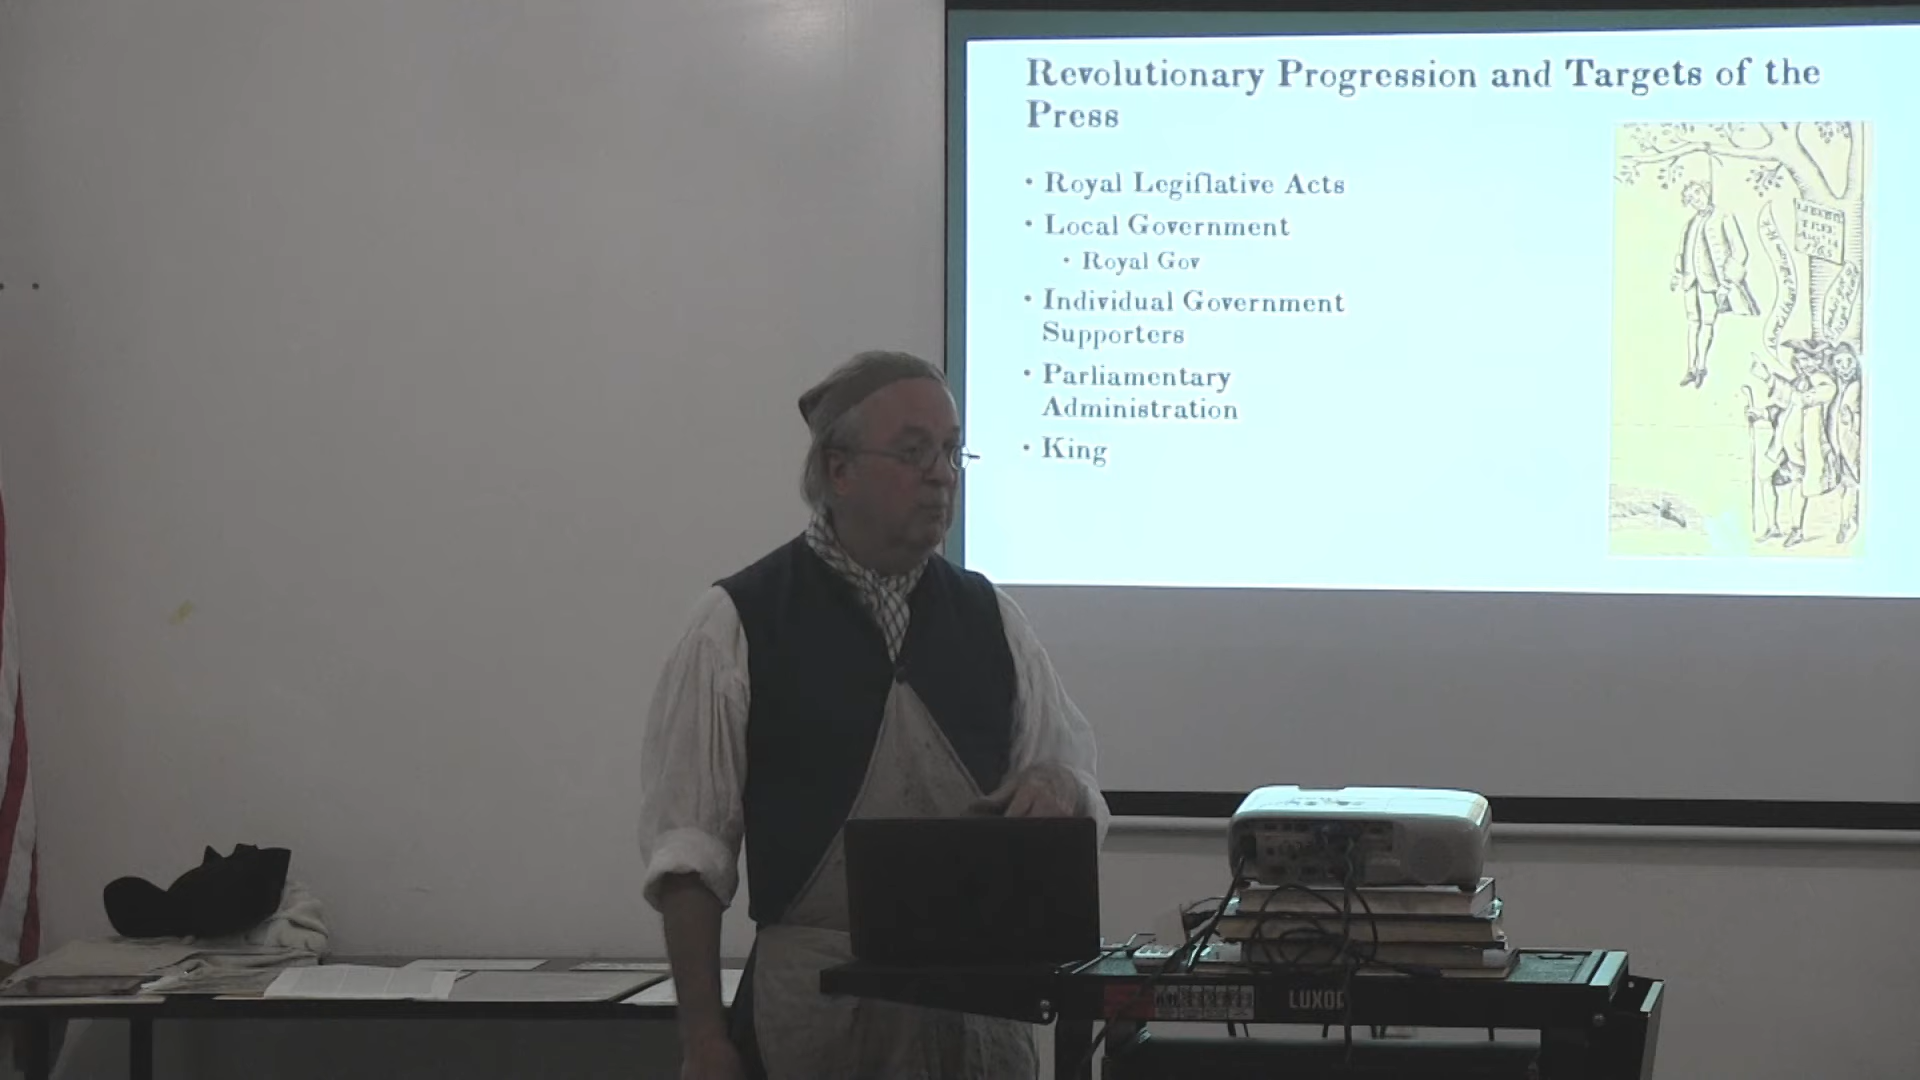 Revolutionary Progression and Targets of the
Press
• Royal Legiſlative Acts
• Local Government
• Royal Gov
• Individual Government
Supporters
• Parliamentary
Administration
• King
LUXOR